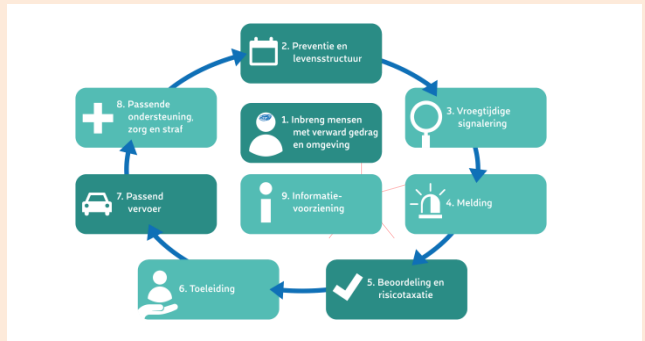 2. Preventie en
levensstructuur
8. Passende
ondersteuning,
zorg en straf
1. Inbreng mensen
met verward gedrag
en omgeving
3. Vroegtijdige
signalering
7. Passend
vervoer
9. Informatie-
voorziening
4. Melding
6. Toeleiding
5. Beoordeling en
risicotaxatie